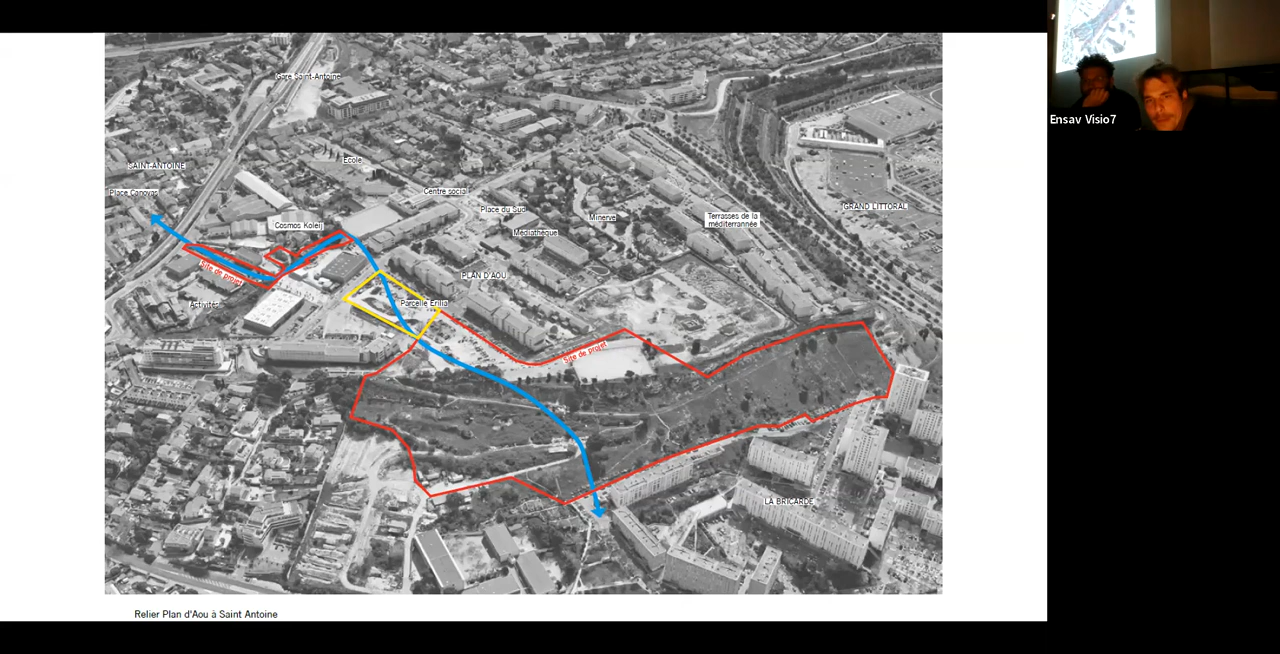 Gare Saint-Antoine
SAINT-ANTOINE
Ecole
Place Canovas
Centre social
GRAND LITTORAL
Place du Sud
Minerve
Terrasses de la
méditerrannée
Cosmos Koleïj
Médiathèque
Site de projet
PLAN D'AOU
Activités
Parcelle Erilia
Site de projet
LA BRICARDE
Relier Plan d'Aou à Saint Antoine
Ensav Visio7